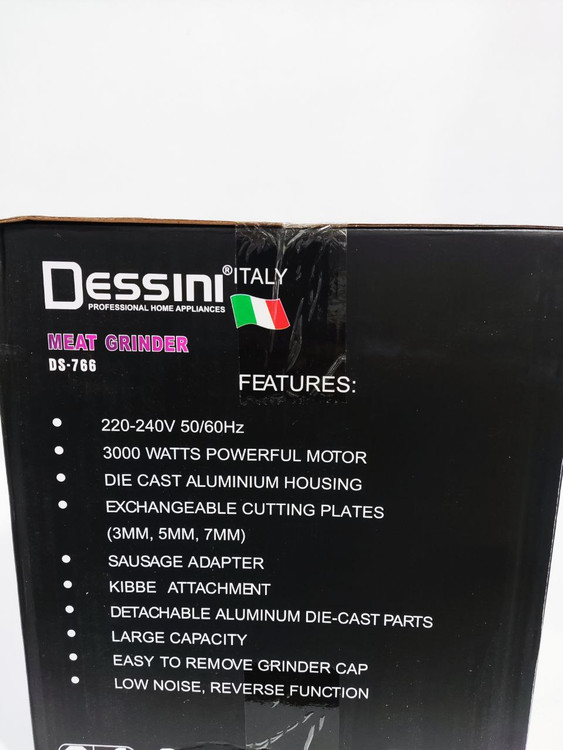 DESSINI® ITALY
PROFESSIONAL HOME APPLIANCES
MEAT GRINDER
DS-766
FEATURES:
• 220-240V 50/60Hz
• 3000 WATTS POWERFUL MOTOR
• DIE CAST ALUMINIUM HOUSING
• EXCHANGEABLE CUTTING PLATES
(3MM, 5MM, 7MM)
• SAUSAGE ADAPTER
• KIBBE ATTACHMENT
• DETACHABLE ALUMINUM DIE-CAST PARTS
• LARGE CAPACITY
• EASY TO REMOVE GRINDER CAP
• LOW NOISE, REVERSE FUNCTION